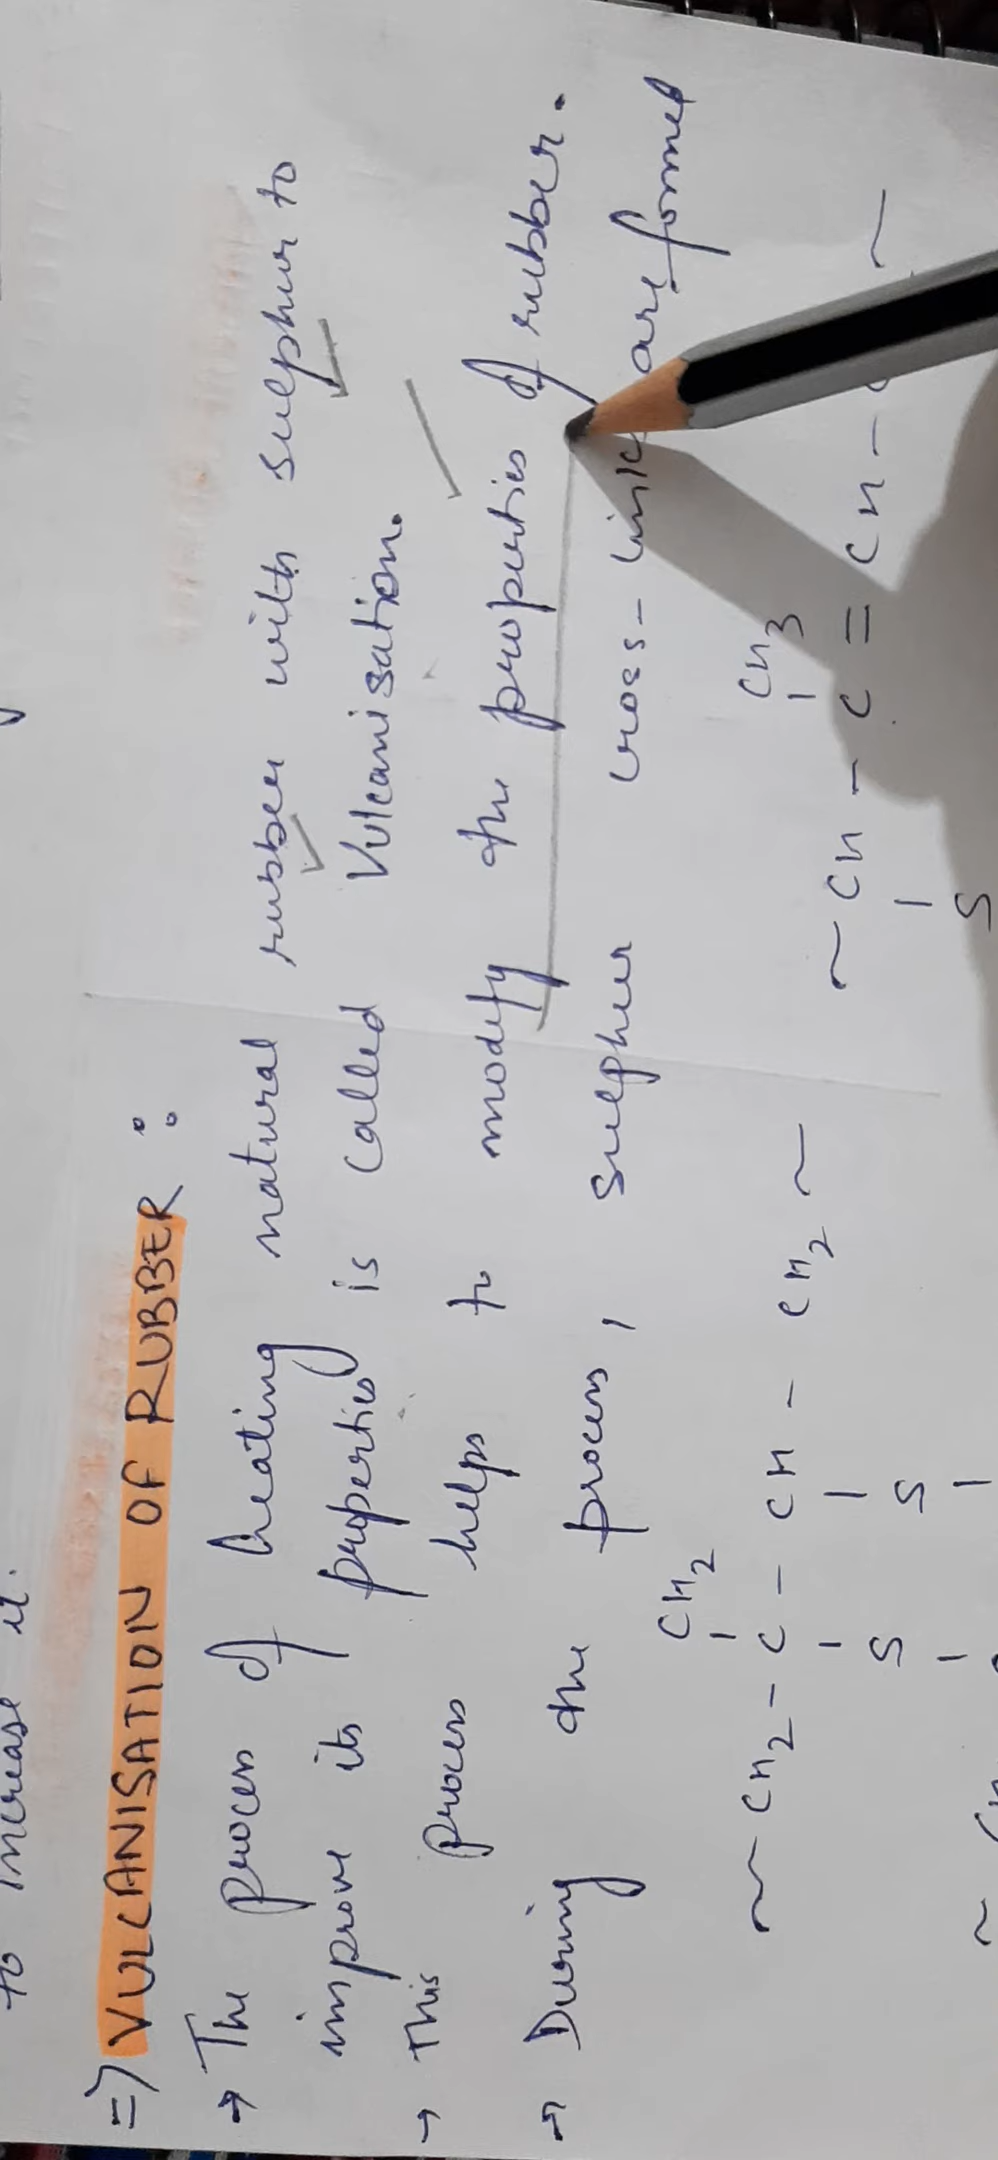 to increase it.
=> VULCANISATION OF RUBBER :
→ The process of heating natural rubber with sulphur to
improve its properties is called Vulcanisation.
→ This process helps to modify the properties of rubber.
→ During the process, sulphur cross-link are formed
CH2 CH3
~ CH2 - C - CH - CH2 ~ ~ CH - C = CH -
| | |
S S S
| |